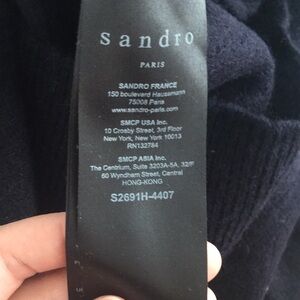 sandro
PARIS
SANDRO FRANCE
150 boulevard Haussmann
75008 Paris
www.sandro-paris.com
SMCP USA Inc.
10 Crosby Street, 3rd Floor
New York, New York 10013
RN132784
SMCP ASIA Inc.
The Centrium, Suite 3203A-5A, 32/F
60 Wyndham Street, Central
HONG-KONG
S2691H-4407